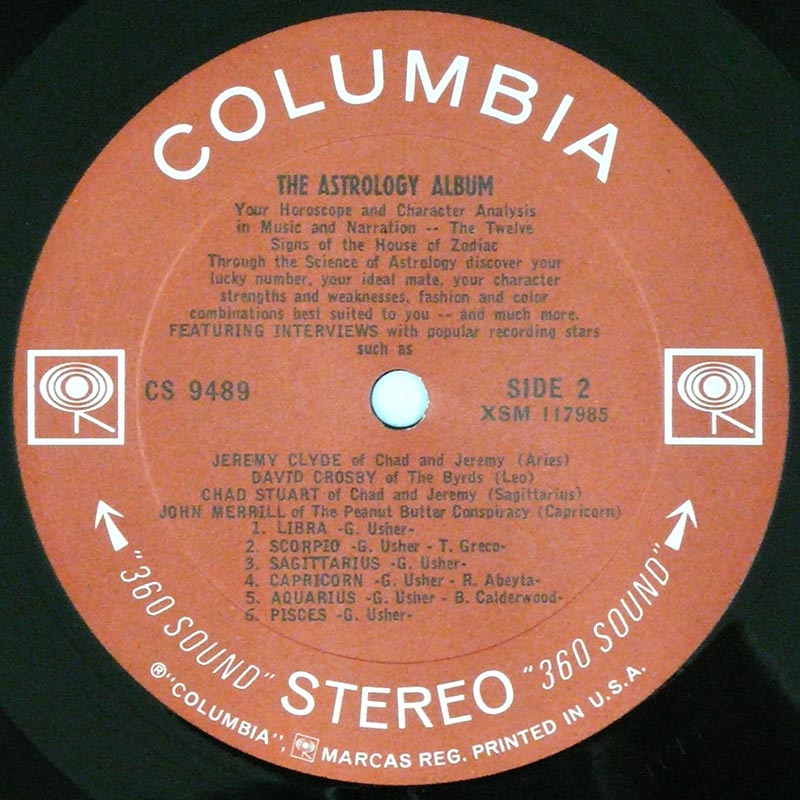 COLUMBIA
THE ASTROLOGY ALBUM
Your Horoscope and Character Analysis
in Music and Narration -- The Twelve
Signs of the House of Zodiac
Through the Science of Astrology discover your
lucky number, your ideal mate, your character
strengths and weaknesses, fashion and color
combinations best suited to you -- and much more.
FEATURING INTERVIEWS with popular recording stars
such as
CS 9489
SIDE 2
XSM 117985
JEREMY CLYDE of Chad and Jeremy (Aries)
DAVID CROSBY of The Byrds (Leo)
CHAD STUART of Chad and Jeremy (Sagittarius)
JOHN MERRILL of The Peanut Butter Conspiracy (Capricorn)
1. LIBRA -G. Usher-
2. SCORPIO -G. Usher - T. Greco-
3. SAGITTARIUS -G. Usher-
4. CAPRICORN -G. Usher - R. Abeyta-
5. AQUARIUS -G. Usher - B. Calderwood-
6. PISCES -G. Usher-
"360 SOUND" STEREO "360 SOUND"
®"COLUMBIA", MARCAS REG. PRINTED IN U.S.A.